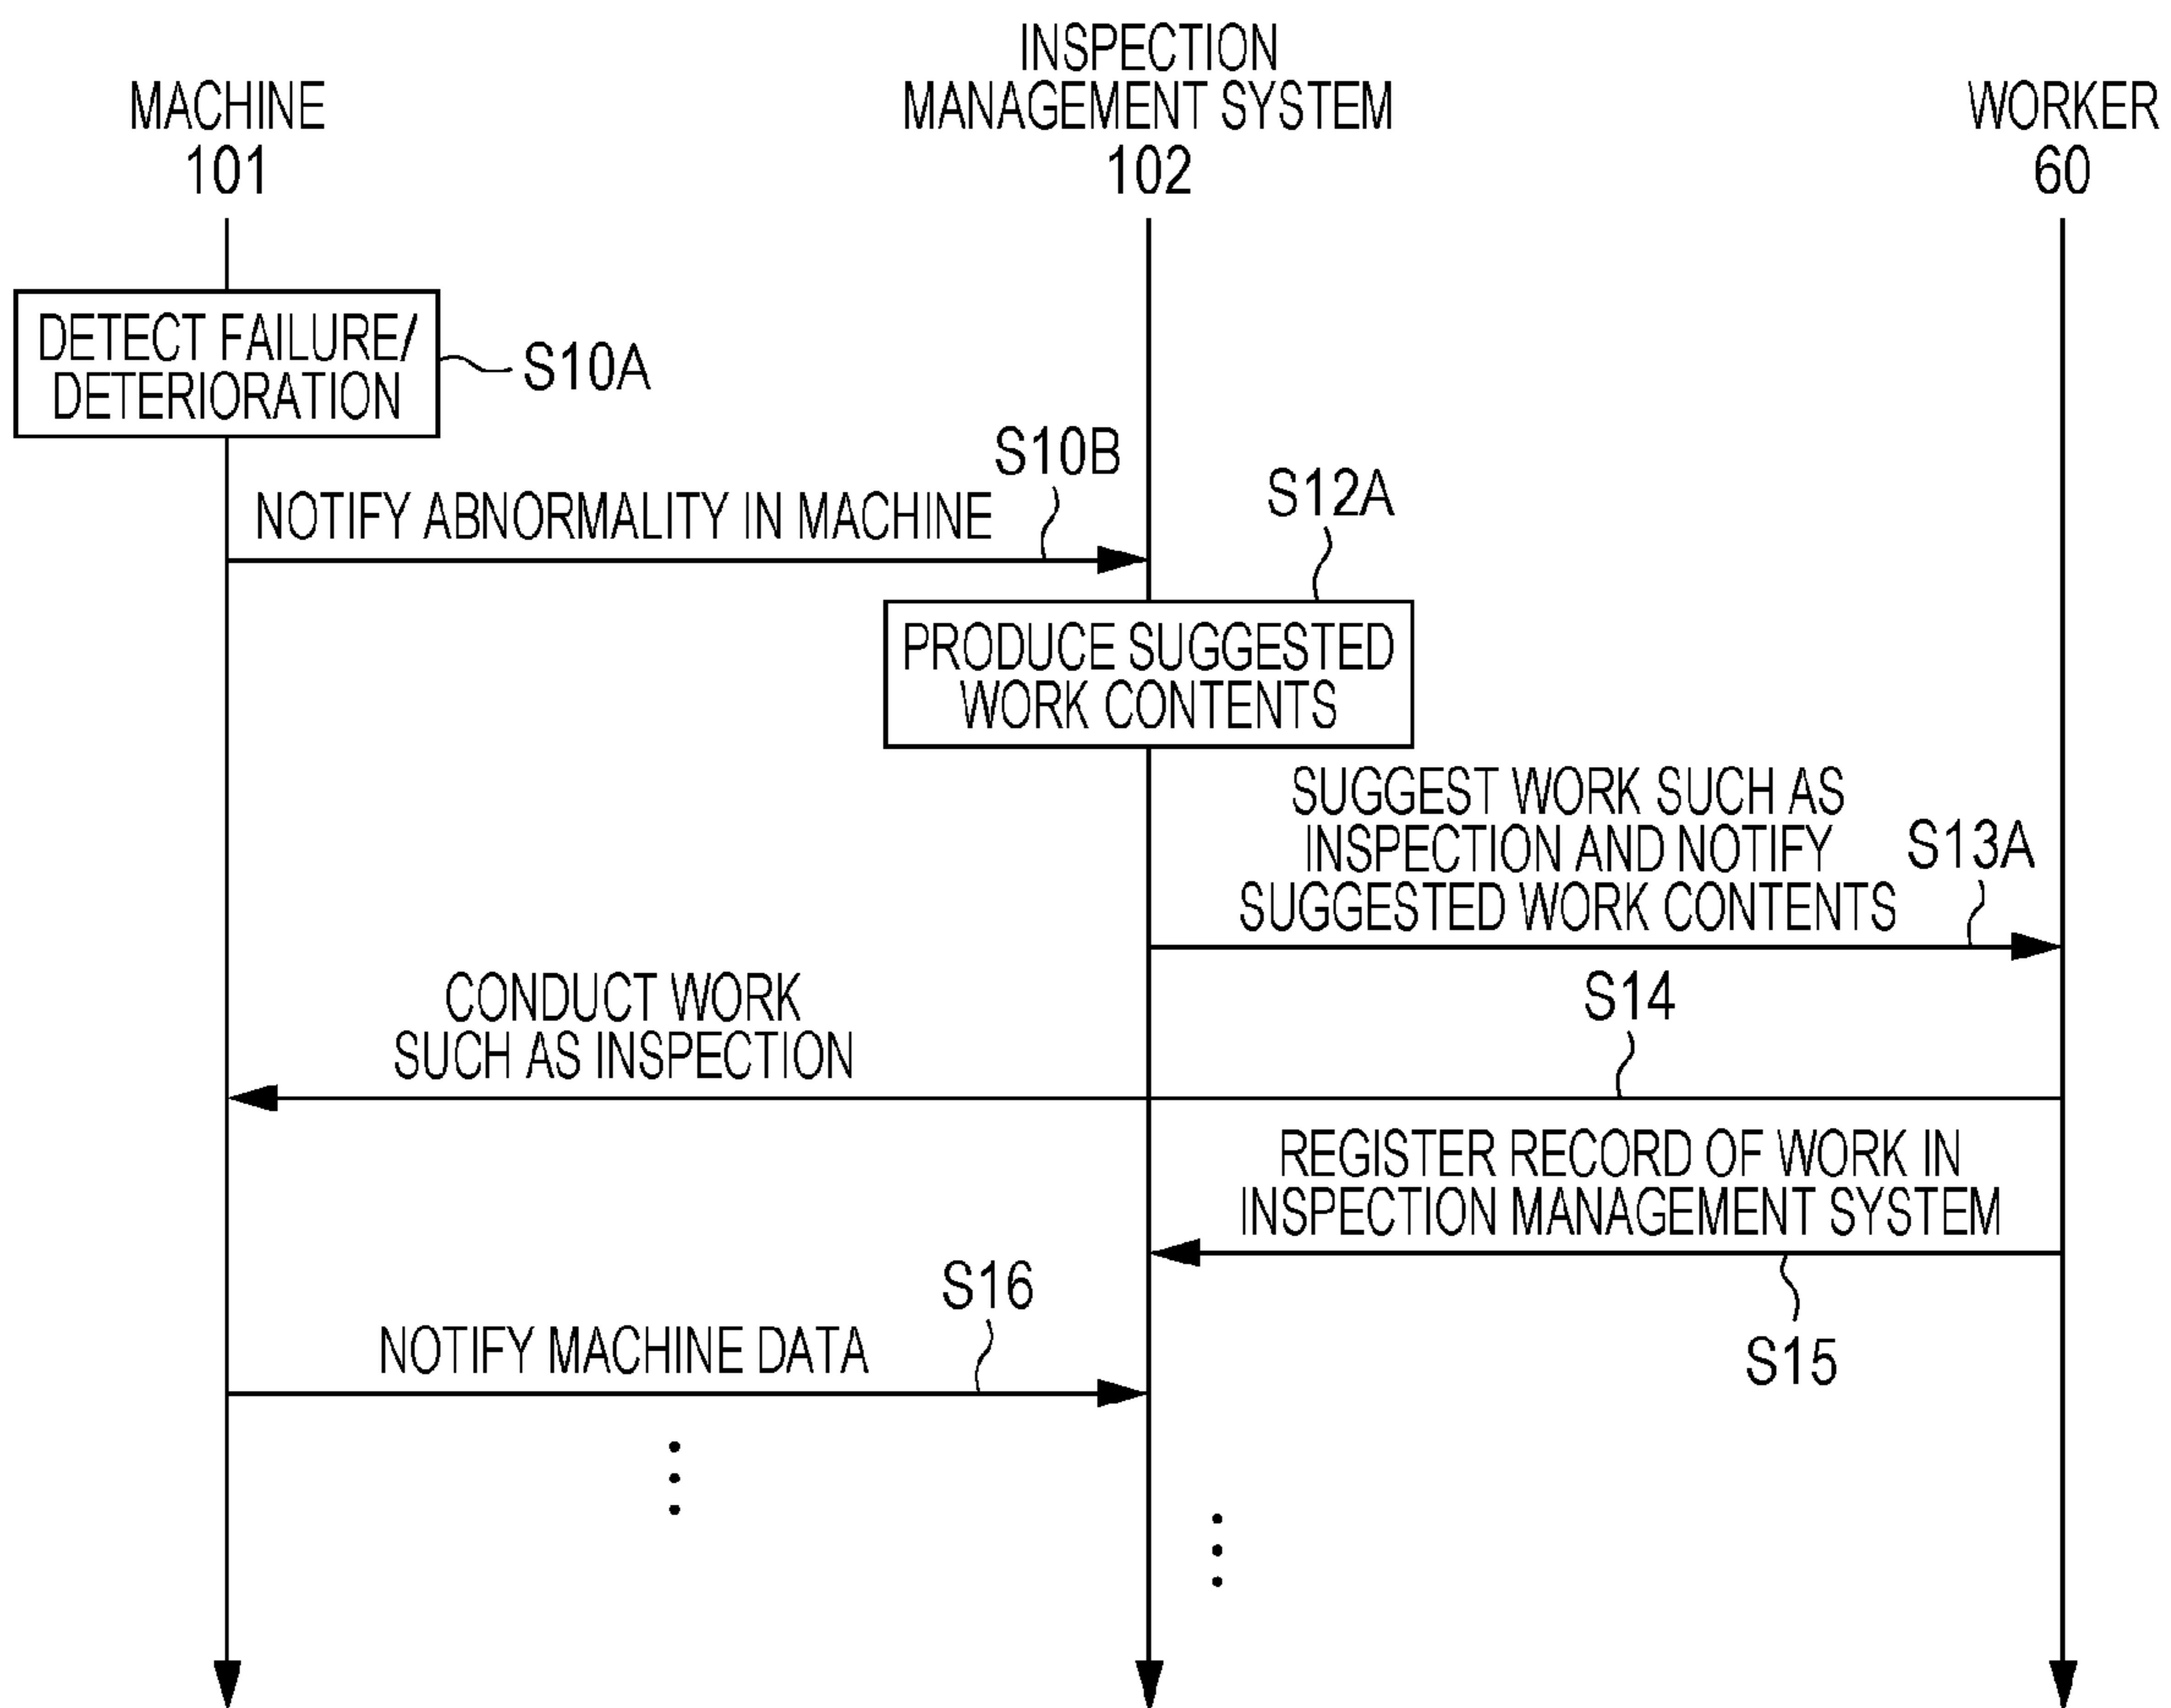 MACHINE
101
INSPECTION
MANAGEMENT SYSTEM
102
WORKER
60
DETECT FAILURE/
DETERIORATION
S10A
S10B
NOTIFY ABNORMALITY IN MACHINE
S12A
PRODUCE SUGGESTED
WORK CONTENTS
SUGGEST WORK SUCH AS
INSPECTION AND NOTIFY
SUGGESTED WORK CONTENTS
S13A
CONDUCT WORK
SUCH AS INSPECTION
S14
REGISTER RECORD OF WORK IN
INSPECTION MANAGEMENT SYSTEM
S15
S16
NOTIFY MACHINE DATA